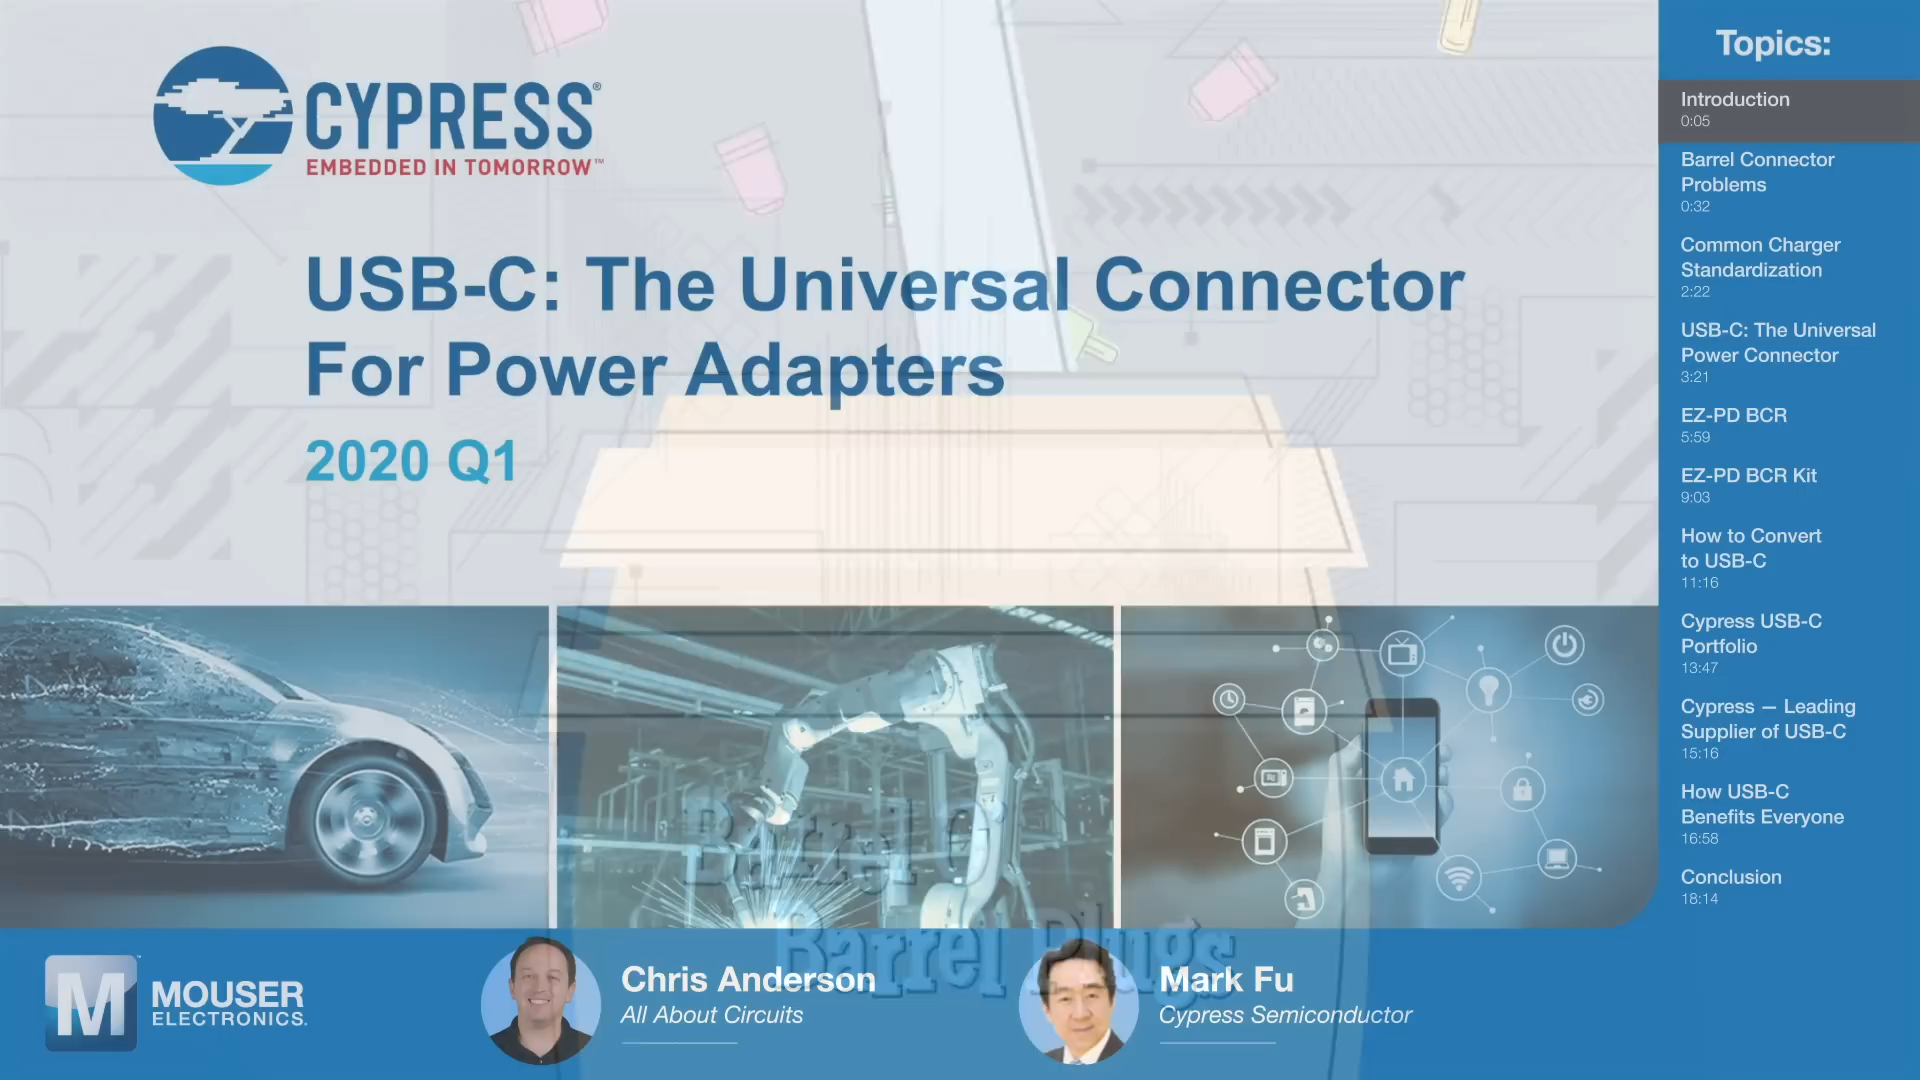 CYPRESS®
EMBEDDED IN TOMORROW™
USB-C: The Universal Connector
For Power Adapters
2020 Q1
Topics:
Introduction
0:05
Barrel Connector
Problems
0:32
Common Charger
Standardization
2:22
USB-C: The Universal
Power Connector
3:21
EZ-PD BCR
5:59
EZ-PD BCR Kit
9:03
How to Convert
to USB-C
11:16
Cypress USB-C
Portfolio
13:47
Cypress — Leading
Supplier of USB-C
15:16
How USB-C
Benefits Everyone
16:58
Conclusion
18:14
Barrel Plugs
M™
MOUSER
ELECTRONICS.
Chris Anderson
All About Circuits
Mark Fu
Cypress Semiconductor